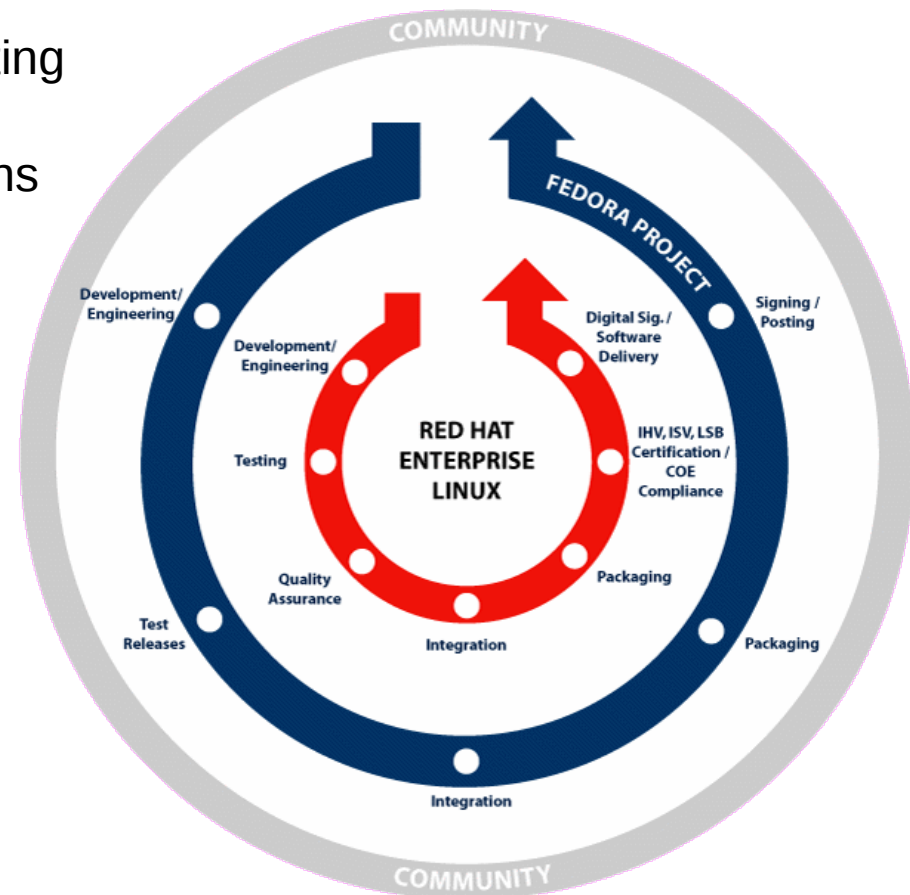 ting
ns
COMMUNITY
FEDORA PROJECT
Development/
Engineering
Signing /
Posting
Digital Sig. /
Software
Delivery
Development/
Engineering
RED HAT
ENTERPRISE
LINUX
Testing
IHV, ISV, LSB
Certification /
COE
Compliance
Quality
Assurance
Packaging
Integration
Test
Releases
Packaging
Integration
COMMUNITY